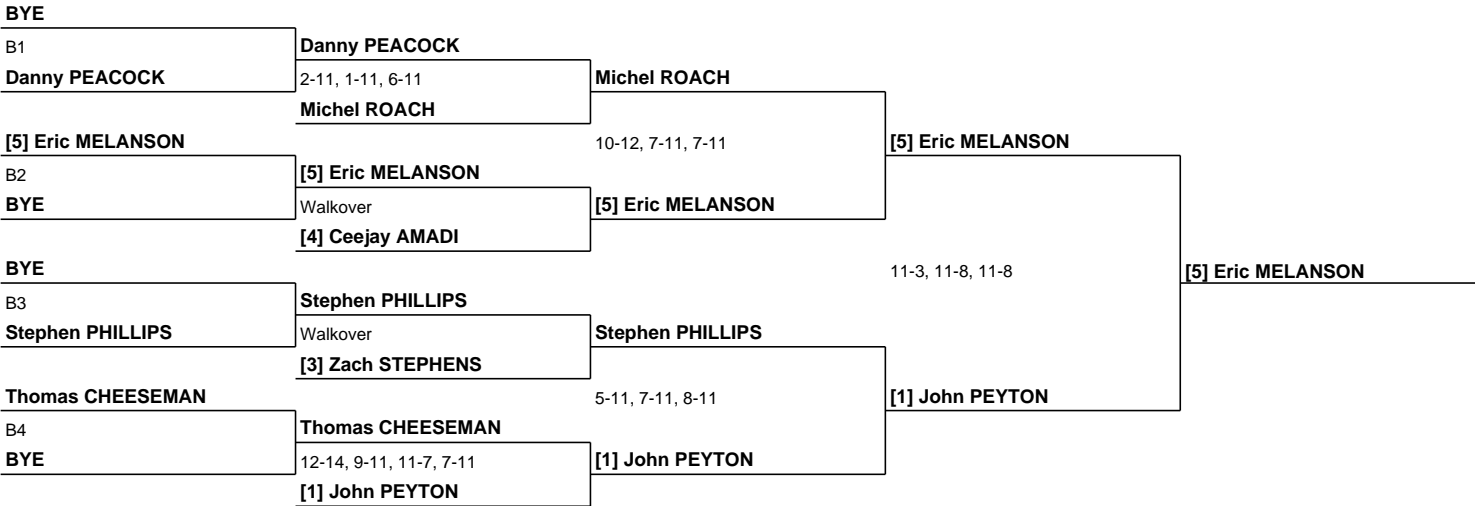 BYE
B1
Danny PEACOCK
Danny PEACOCK
2-11, 1-11, 6-11
Michel ROACH
Michel ROACH
[5] Eric MELANSON
B2
BYE
[5] Eric MELANSON
Walkover
[4] Ceejay AMADI
[5] Eric MELANSON
10-12, 7-11, 7-11
[5] Eric MELANSON
BYE
B3
Stephen PHILLIPS
Stephen PHILLIPS
Walkover
[3] Zach STEPHENS
Stephen PHILLIPS
Thomas CHEESEMAN
B4
BYE
Thomas CHEESEMAN
12-14, 9-11, 11-7, 7-11
[1] John PEYTON
[1] John PEYTON
5-11, 7-11, 8-11
[1] John PEYTON
11-3, 11-8, 11-8
[5] Eric MELANSON